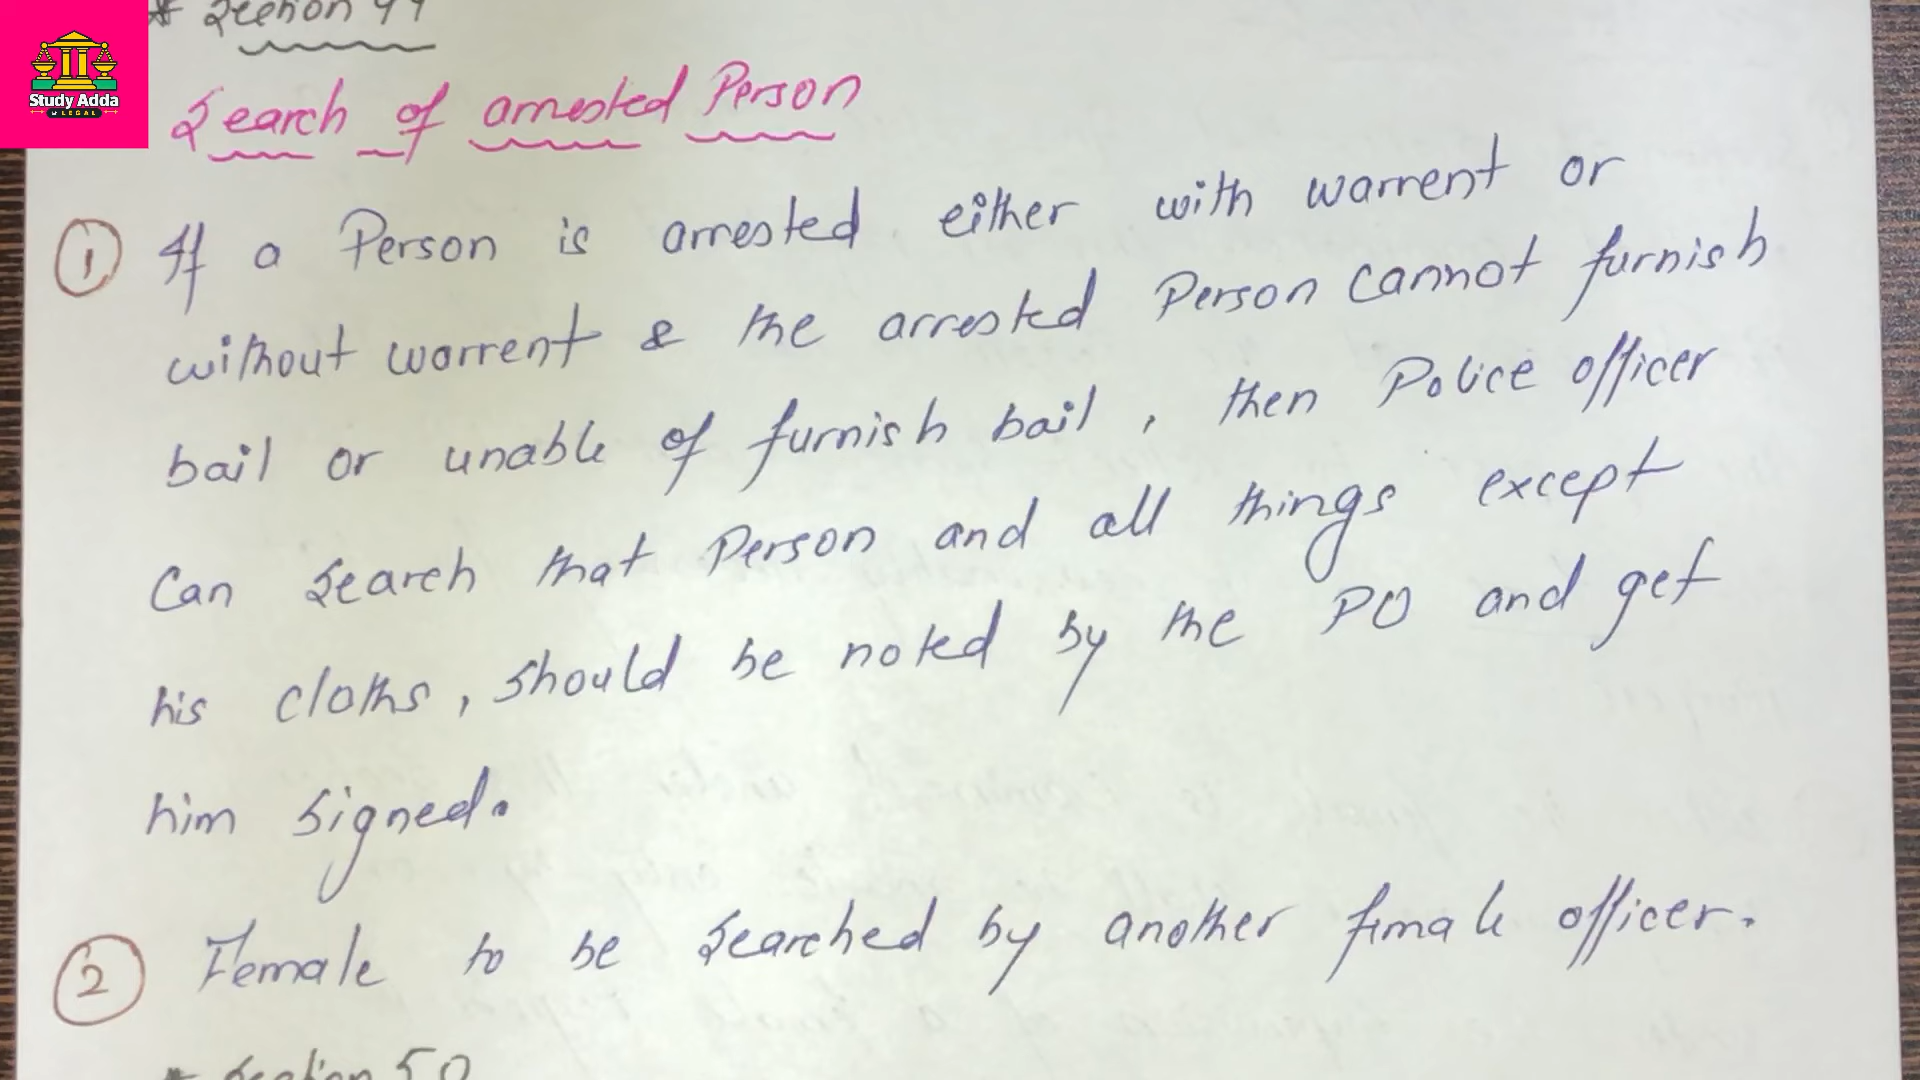 Study Adda
LEGAL
* Section 49
Search of arrested Person
1 If a Person is arrested either with warrent or
without warrent & the arrested Person cannot furnish
bail or unable of furnish bail, then Police officer
Can search that Person and all things except
his cloths, should be noted by the PO and get
him signed.
2 Female to be searched by another fimale officer.
* Section 50